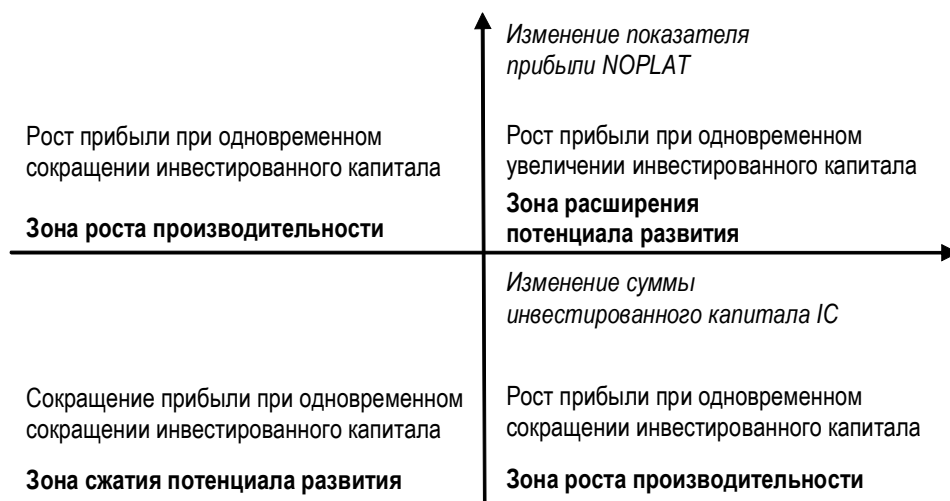 Изменение показателя
прибыли NOPLAT
Рост прибыли при одновременном
сокращении инвестированного капитала
Зона роста производительности
Рост прибыли при одновременном
увеличении инвестированного капитала
Зона расширения
потенциала развития
Изменение суммы
инвестированного капитала IC
Сокращение прибыли при одновременном
сокращении инвестированного капитала
Зона сжатия потенциала развития
Рост прибыли при одновременном
сокращении инвестированного капитала
Зона роста производительности